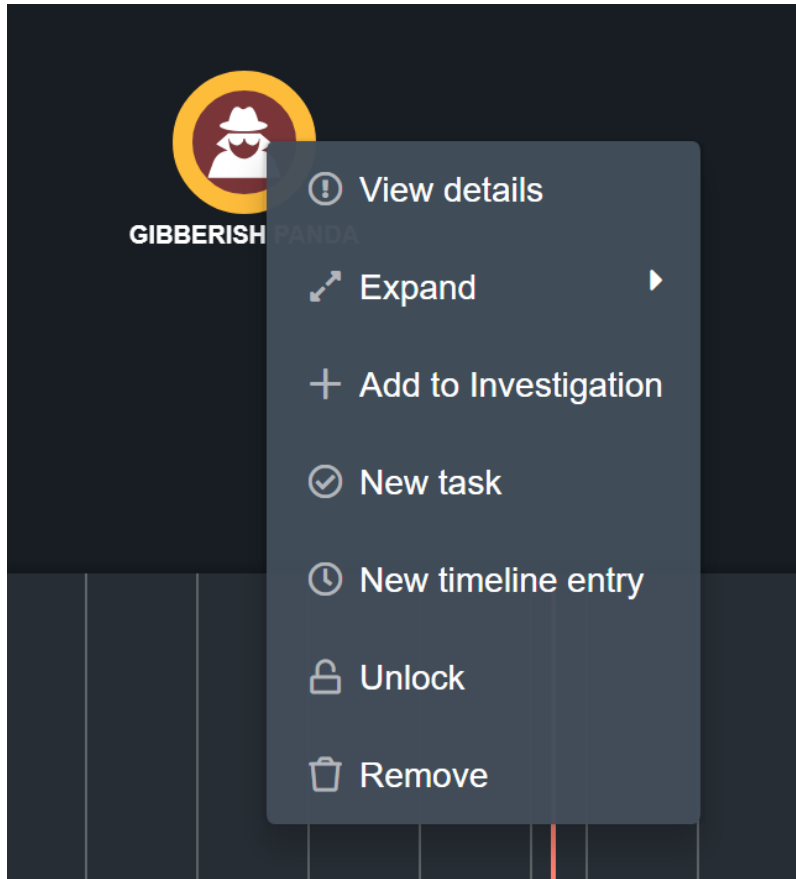 GIBBERISH PANDA
View details
Expand
Add to Investigation
New task
New timeline entry
Unlock
Remove